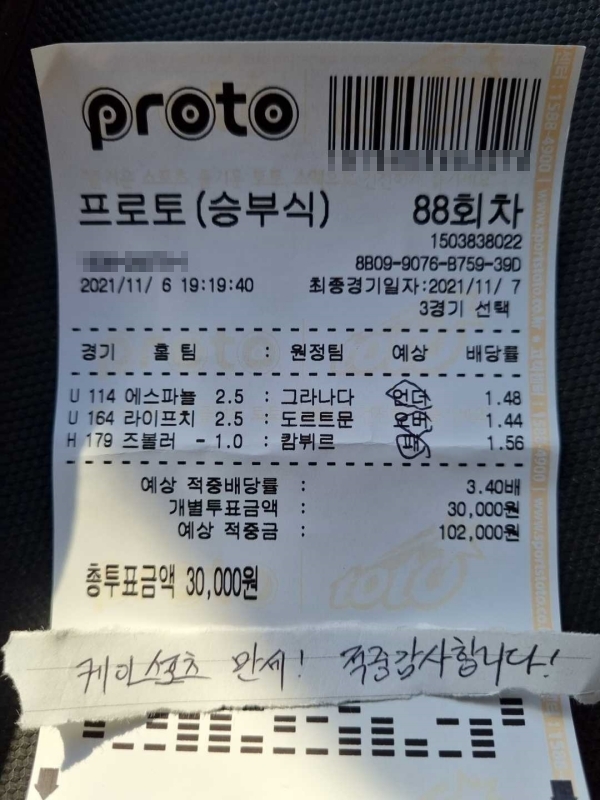 proto
프로토(승부식) 88회차
1503838022
8B09-9076-B759-39D
2021/11/ 6 19:19:40 최종경기일자:2021/11/ 7
3경기 선택
경기 홈팀 : 원정팀 예상 배당률
U 114 에스파뇰 2.5 : 그라나다 언더 1.48
U 164 라이프치 2.5 : 도르트문 오버 1.44
H 179 즈볼러 - 1.0 : 캄뷔르 패 1.56
예상 적중배당률 : 3.40배
개별투표금액 : 30,000원
예상 적중금 : 102,000원
총투표금액 30,000원
케이스포츠 만세! 적중감사합니다!